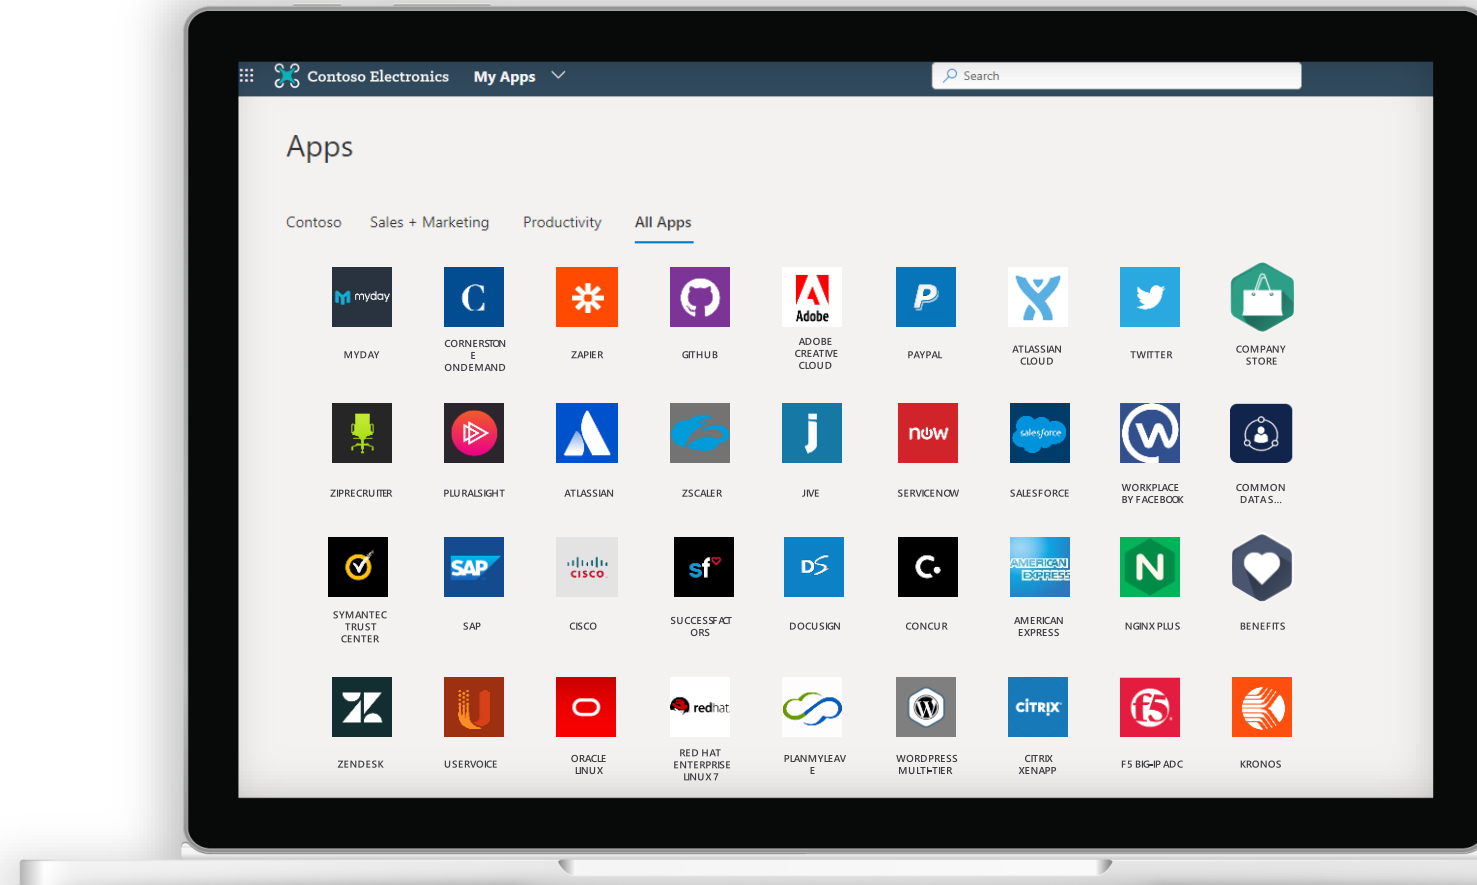 Contoso Electronics My Apps Search
Apps
Contoso Sales + Marketing Productivity All Apps
myday C Adobe P
MYDAY
CORNERSTON
E
ONDEMAND
ZAPIER
GITHUB
ADOBE
CREATIVE
CLOUD
PAYPAL
ATLASSIAN
CLOUD
TWITTER
COMPANY
STORE
j now salesforce W
ZIPRECRUITER
PLURALSIGHT
ATLASSIAN
ZSCALER
JIVE
SERVICENOW
SALESFORCE
WORKPLACE
BY FACEBOOK
COMMON
DATA S...
SAP CISCO sf DS C. AMERICAN EXPRESS N
SYMANTEC
TRUST
CENTER
SAP
CISCO
SUCCESSFACT
ORS
DOCUSIGN
CONCUR
AMERICAN
EXPRESS
NGINX PLUS
BENEFITS
redhat. W CITRIX f5
ZENDESK
USERVOICE
ORACLE
LINUX
RED HAT
ENTERPRISE
LINUX 7
PLANMYLEAV
E
WORDPRESS
MULTI-TIER
CITRIX
XENAPP
F5 BIG-IP ADC
KRONOS